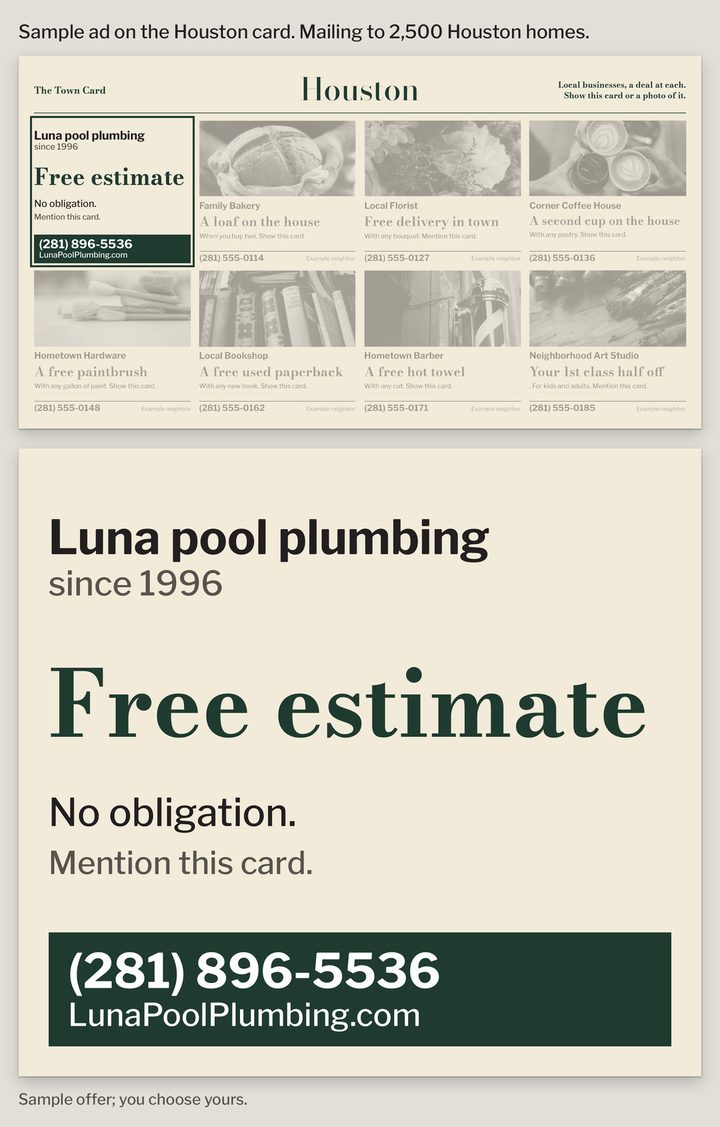 Sample ad on the Houston card. Mailing to 2,500 Houston homes.
The Town Card
Houston
Local businesses, a deal at each.
Show this card or a photo of it.
Luna pool plumbing
since 1996
Free estimate
No obligation.
Mention this card.
(281) 896-5536
LunaPoolPlumbing.com
Family Bakery
A loaf on the house
When you buy two. Show this card.
(281) 555-0114
Example neighbor
Local Florist
Free delivery in town
With any bouquet. Mention this card.
(281) 555-0127
Example neighbor
Corner Coffee House
A second cup on the house
With any pastry. Show this card.
(281) 555-0136
Example neighbor
Hometown Hardware
A free paintbrush
With any gallon of paint. Show this card.
(281) 555-0148
Example neighbor
Local Bookshop
A free used paperback
With any new book. Show this card.
(281) 555-0162
Example neighbor
Hometown Barber
A free hot towel
With any cut. Show this card.
(281) 555-0171
Example neighbor
Neighborhood Art Studio
Your 1st class half off
For kids and adults. Mention this card.
(281) 555-0185
Example neighbor
Luna pool plumbing
since 1996
Free estimate
No obligation.
Mention this card.
(281) 896-5536
LunaPoolPlumbing.com
Sample offer; you choose yours.